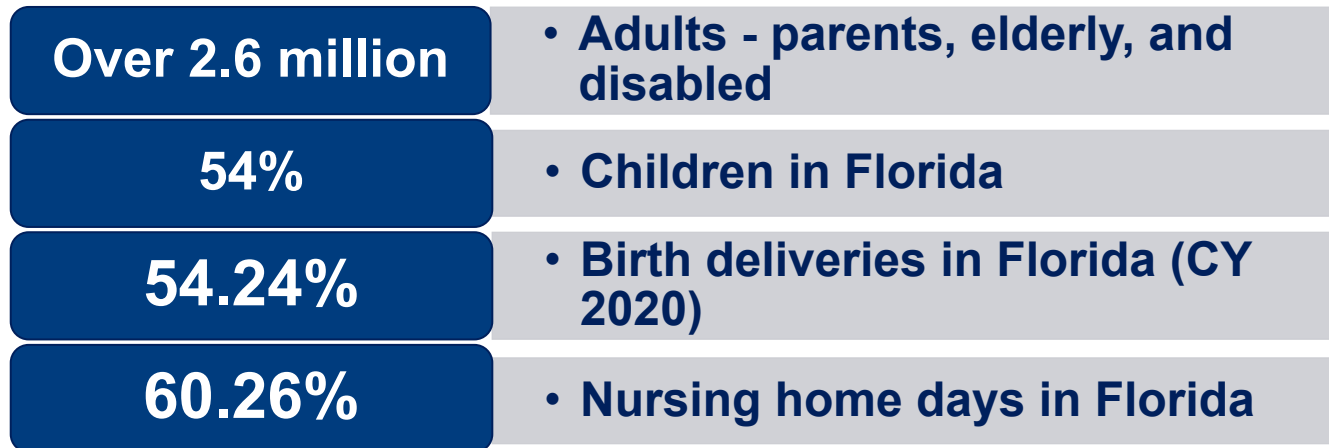 Over 2.6 million
• Adults - parents, elderly, and
disabled
54%
• Children in Florida
54.24%
• Birth deliveries in Florida (CY
2020)
60.26%
• Nursing home days in Florida